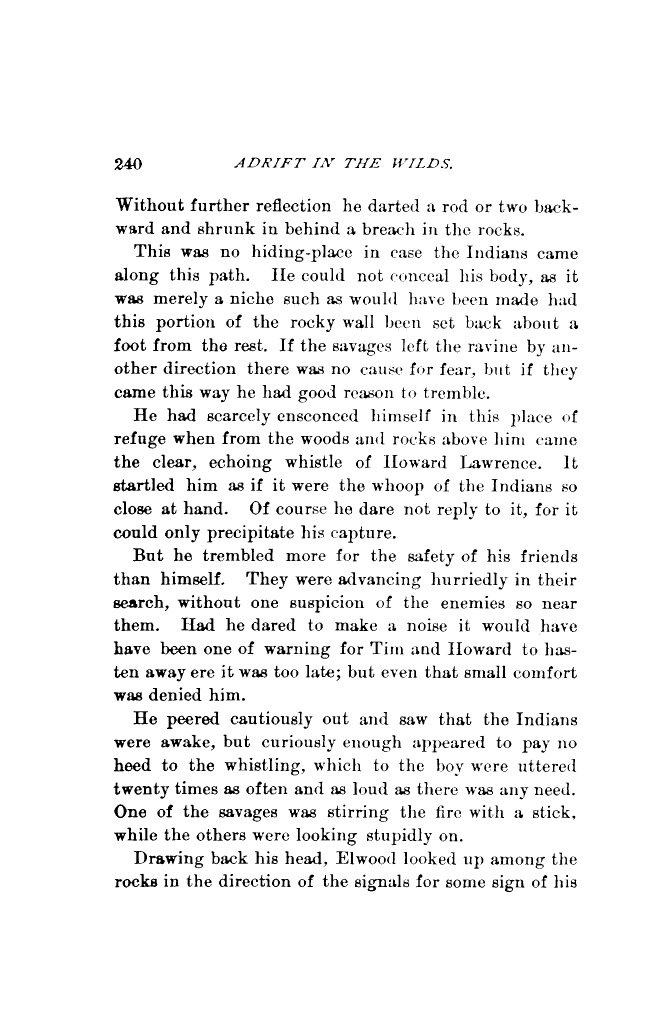 240 ADRIFT IN THE WILDS.
Without further reflection he darted a rod or two back-
ward and shrunk in behind a breach in the rocks.
This was no hiding-place in case the Indians came
along this path. He could not conceal his body, as it
was merely a niche such as would have been made had
this portion of the rocky wall been set back about a
foot from the rest. If the savages left the ravine by an-
other direction there was no cause for fear, but if they
came this way he had good reason to tremble.
He had scarcely ensconced himself in this place of
refuge when from the woods and rocks above him came
the clear, echoing whistle of Howard Lawrence. It
startled him as if it were the whoop of the Indians so
close at hand. Of course he dare not reply to it, for it
could only precipitate his capture.
But he trembled more for the safety of his friends
than himself. They were advancing hurriedly in their
search, without one suspicion of the enemies so near
them. Had he dared to make a noise it would have
have been one of warning for Tim and Howard to has-
ten away ere it was too late; but even that small comfort
was denied him.
He peered cautiously out and saw that the Indians
were awake, but curiously enough appeared to pay no
heed to the whistling, which to the boy were uttered
twenty times as often and as loud as there was any need.
One of the savages was stirring the fire with a stick,
while the others were looking stupidly on.
Drawing back his head, Elwood looked up among the
rocks in the direction of the signals for some sign of his